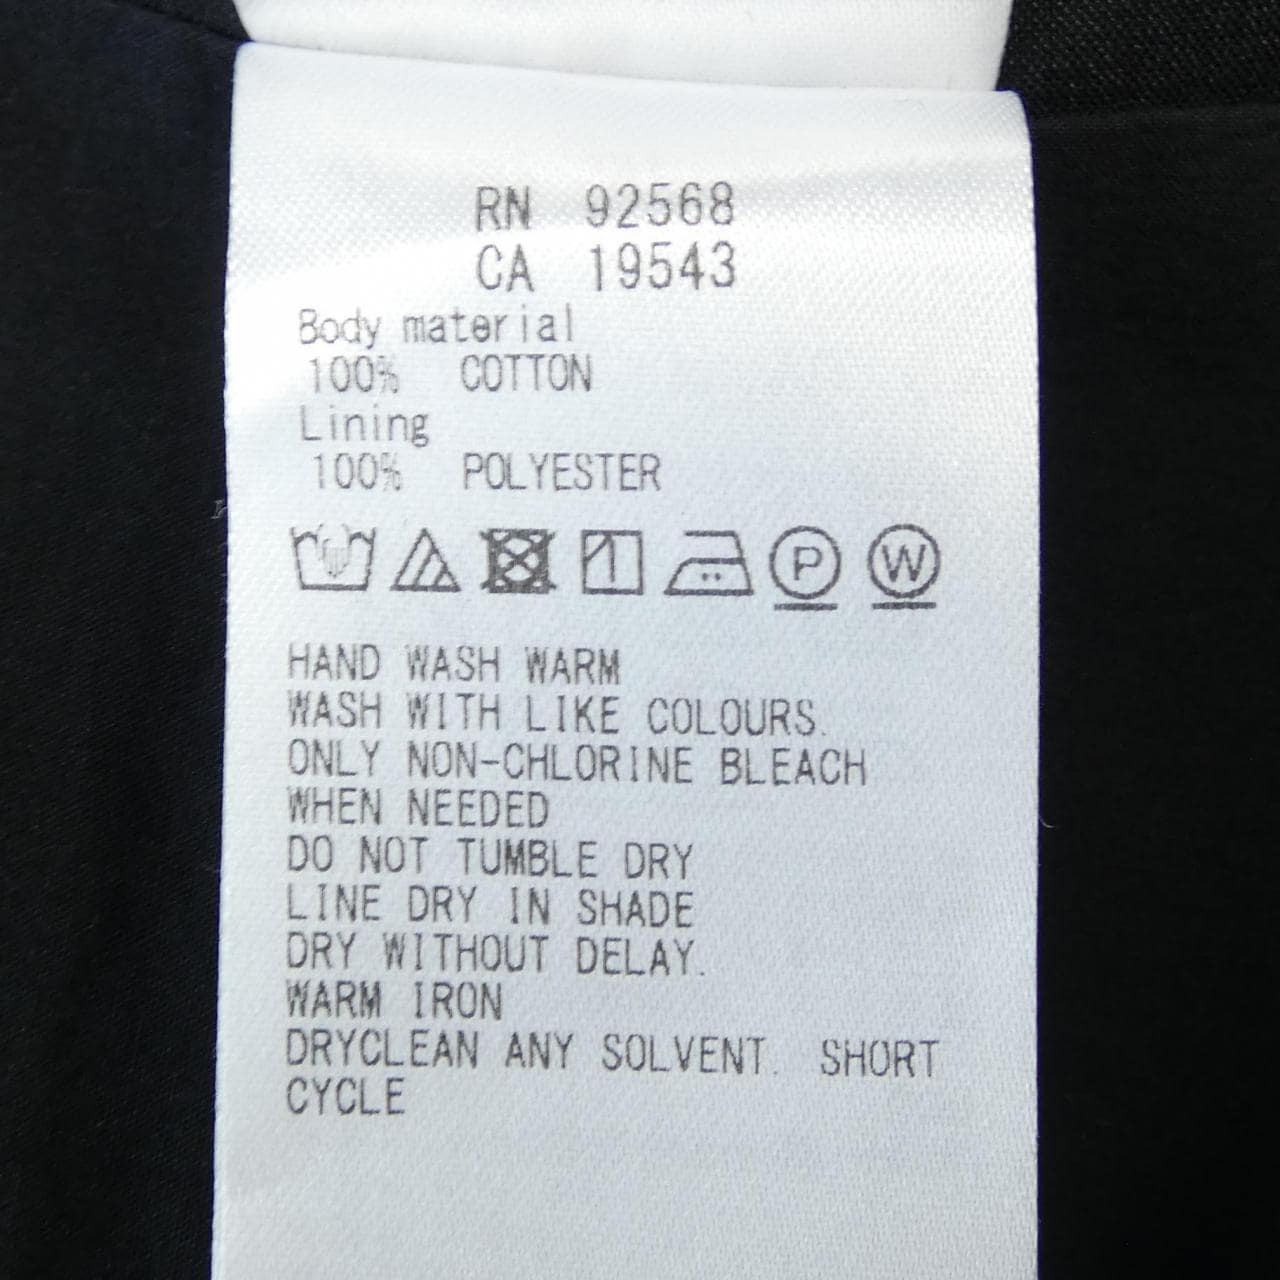 RN 92568
CA 19543
Body material
100% COTTON
Lining
100% POLYESTER
P W
HAND WASH WARM
WASH WITH LIKE COLOURS.
ONLY NON-CHLORINE BLEACH
WHEN NEEDED
DO NOT TUMBLE DRY
LINE DRY IN SHADE
DRY WITHOUT DELAY.
WARM IRON
DRYCLEAN ANY SOLVENT. SHORT
CYCLE